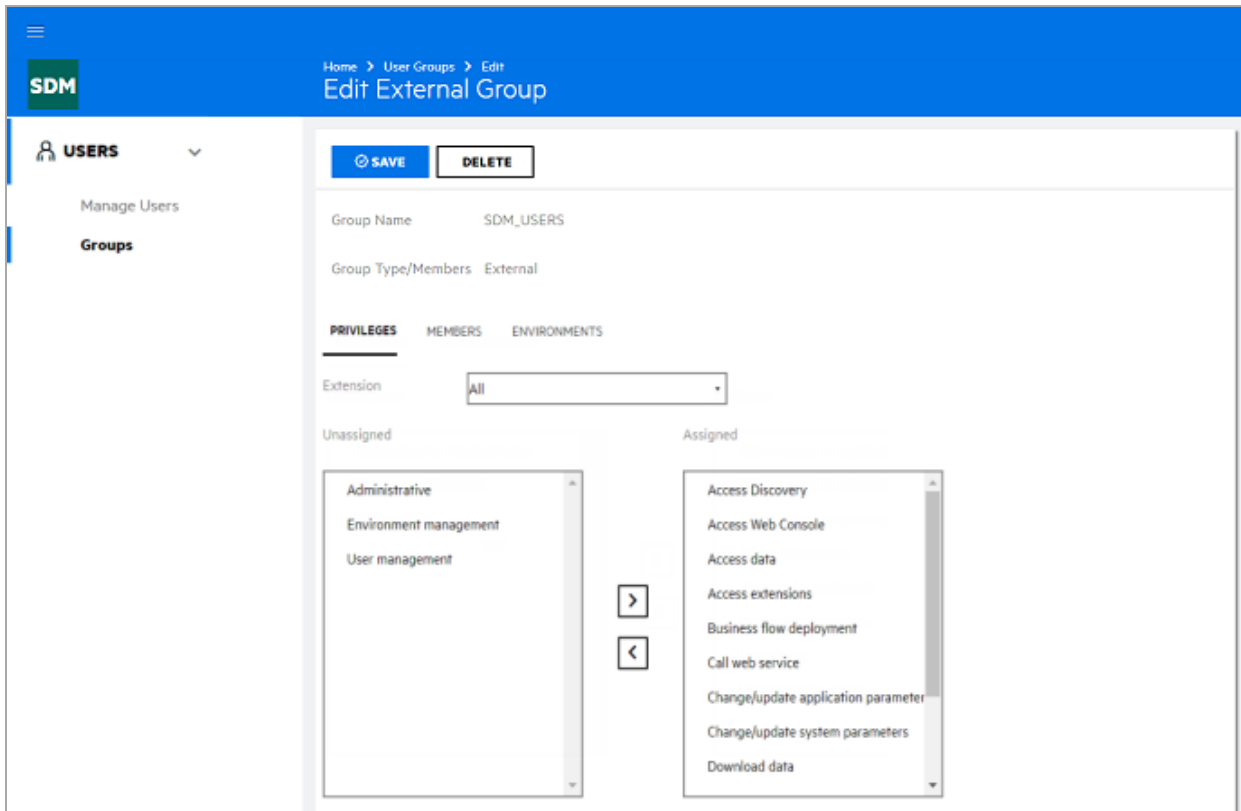 SDM
Home > User Groups > Edit
Edit External Group
USERS
Manage Users
Groups
SAVE DELETE
Group Name SDM_USERS
Group Type/Members External
PRIVILEGES MEMBERS ENVIRONMENTS
Extension All
Unassigned Assigned
Administrative Access Discovery
Environment management Access Web Console
User management Access data
Access extensions
Business flow deployment
Call web service
Change/update application parameter
Change/update system parameters
Download data